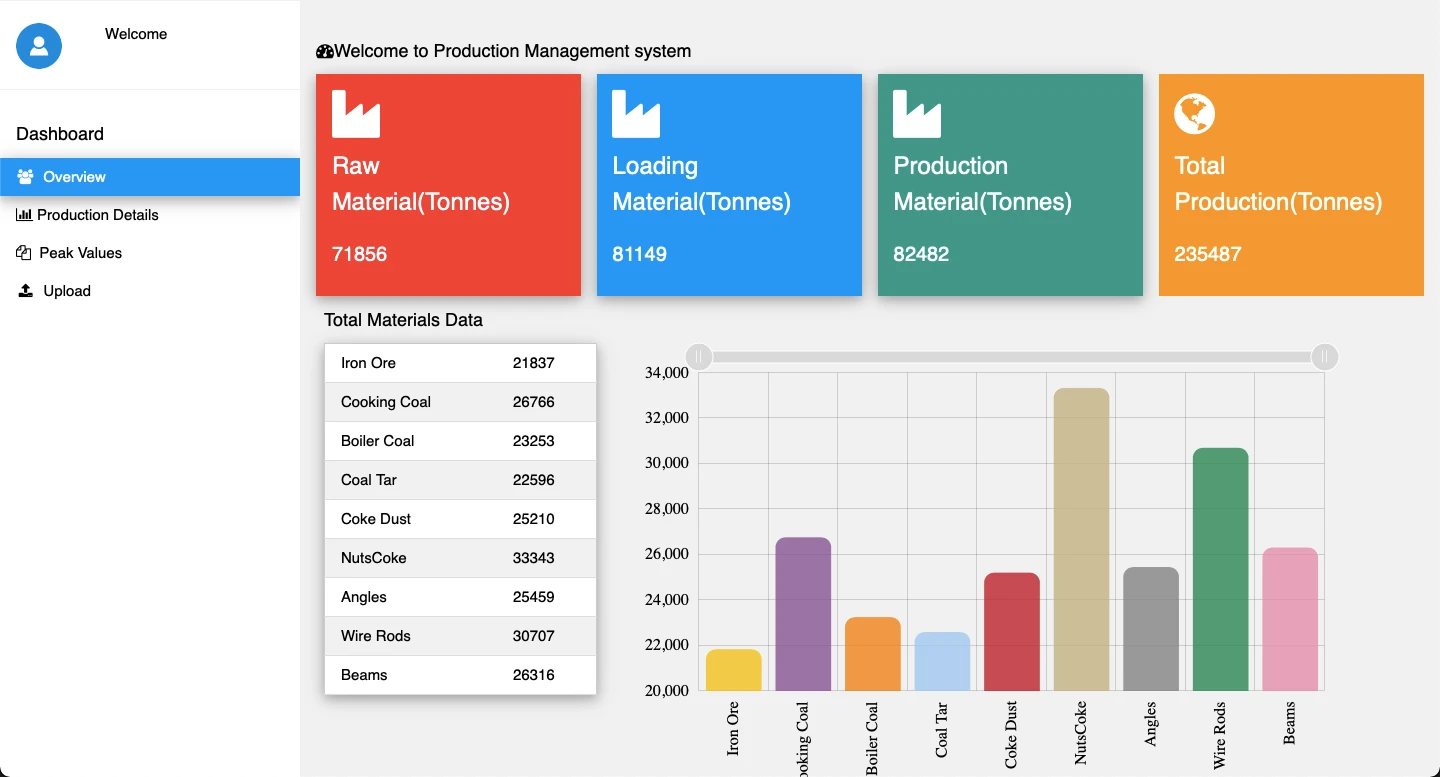 Welcome
Dashboard
Overview
Production Details
Peak Values
Upload
Welcome to Production Management system
Raw
Material(Tonnes)
71856
Loading
Material(Tonnes)
81149
Production
Material(Tonnes)
82482
Total
Production(Tonnes)
235487
Total Materials Data
Iron Ore 21837
Cooking Coal 26766
Boiler Coal 23253
Coal Tar 22596
Coke Dust 25210
NutsCoke 33343
Angles 25459
Wire Rods 30707
Beams 26316
34,000
32,000
30,000
28,000
26,000
24,000
22,000
20,000
Iron Ore
ooking Coal
Boiler Coal
Coal Tar
Coke Dust
NutsCoke
Angles
Wire Rods
Beams